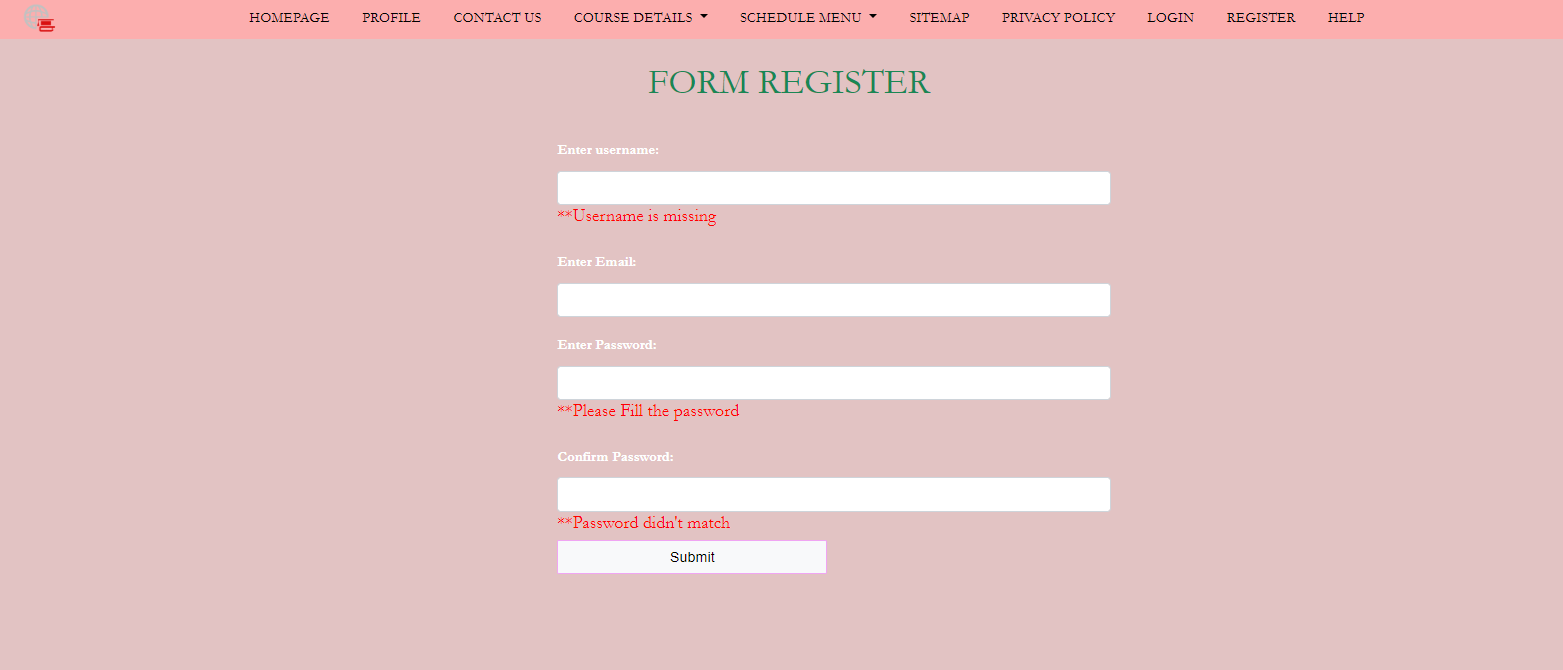 HOMEPAGE PROFILE CONTACT US COURSE DETAILS SCHEDULE MENU SITEMAP PRIVACY POLICY LOGIN REGISTER HELP
FORM REGISTER
Enter username:
**Username is missing
Enter Email:
Enter Password:
**Please Fill the password
Confirm Password:
**Password didn't match
Submit